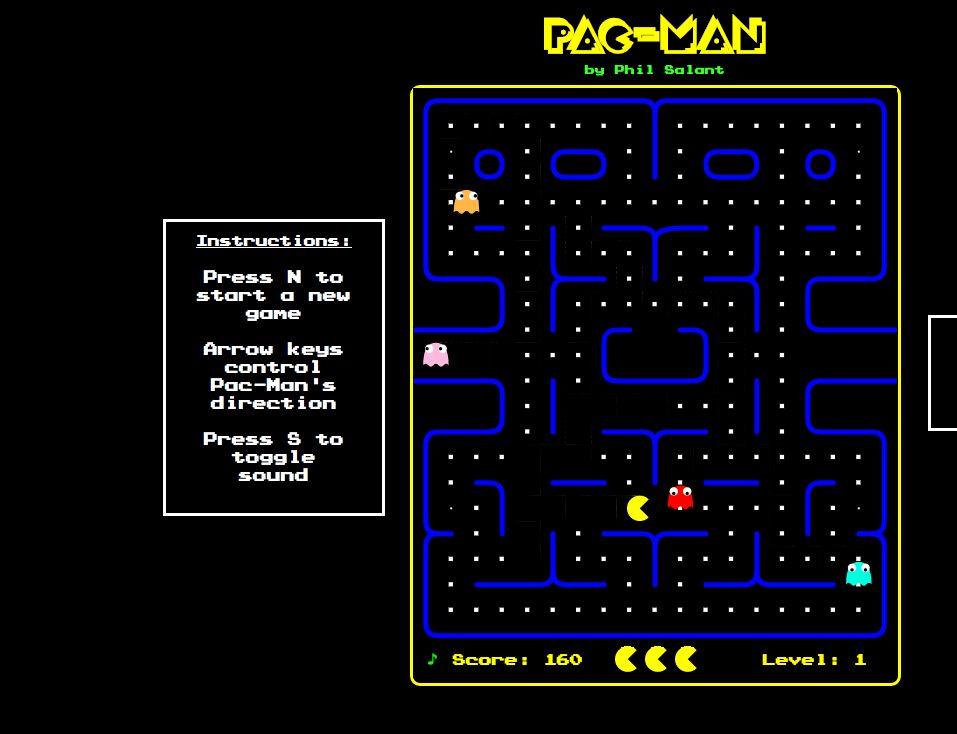 PAC-MAN
by Phil Salant
Instructions:
Press N to
start a new
game
Arrow keys
control
Pac-Man's
direction
Press S to
toggle
sound
♪ Score: 160
Level: 1